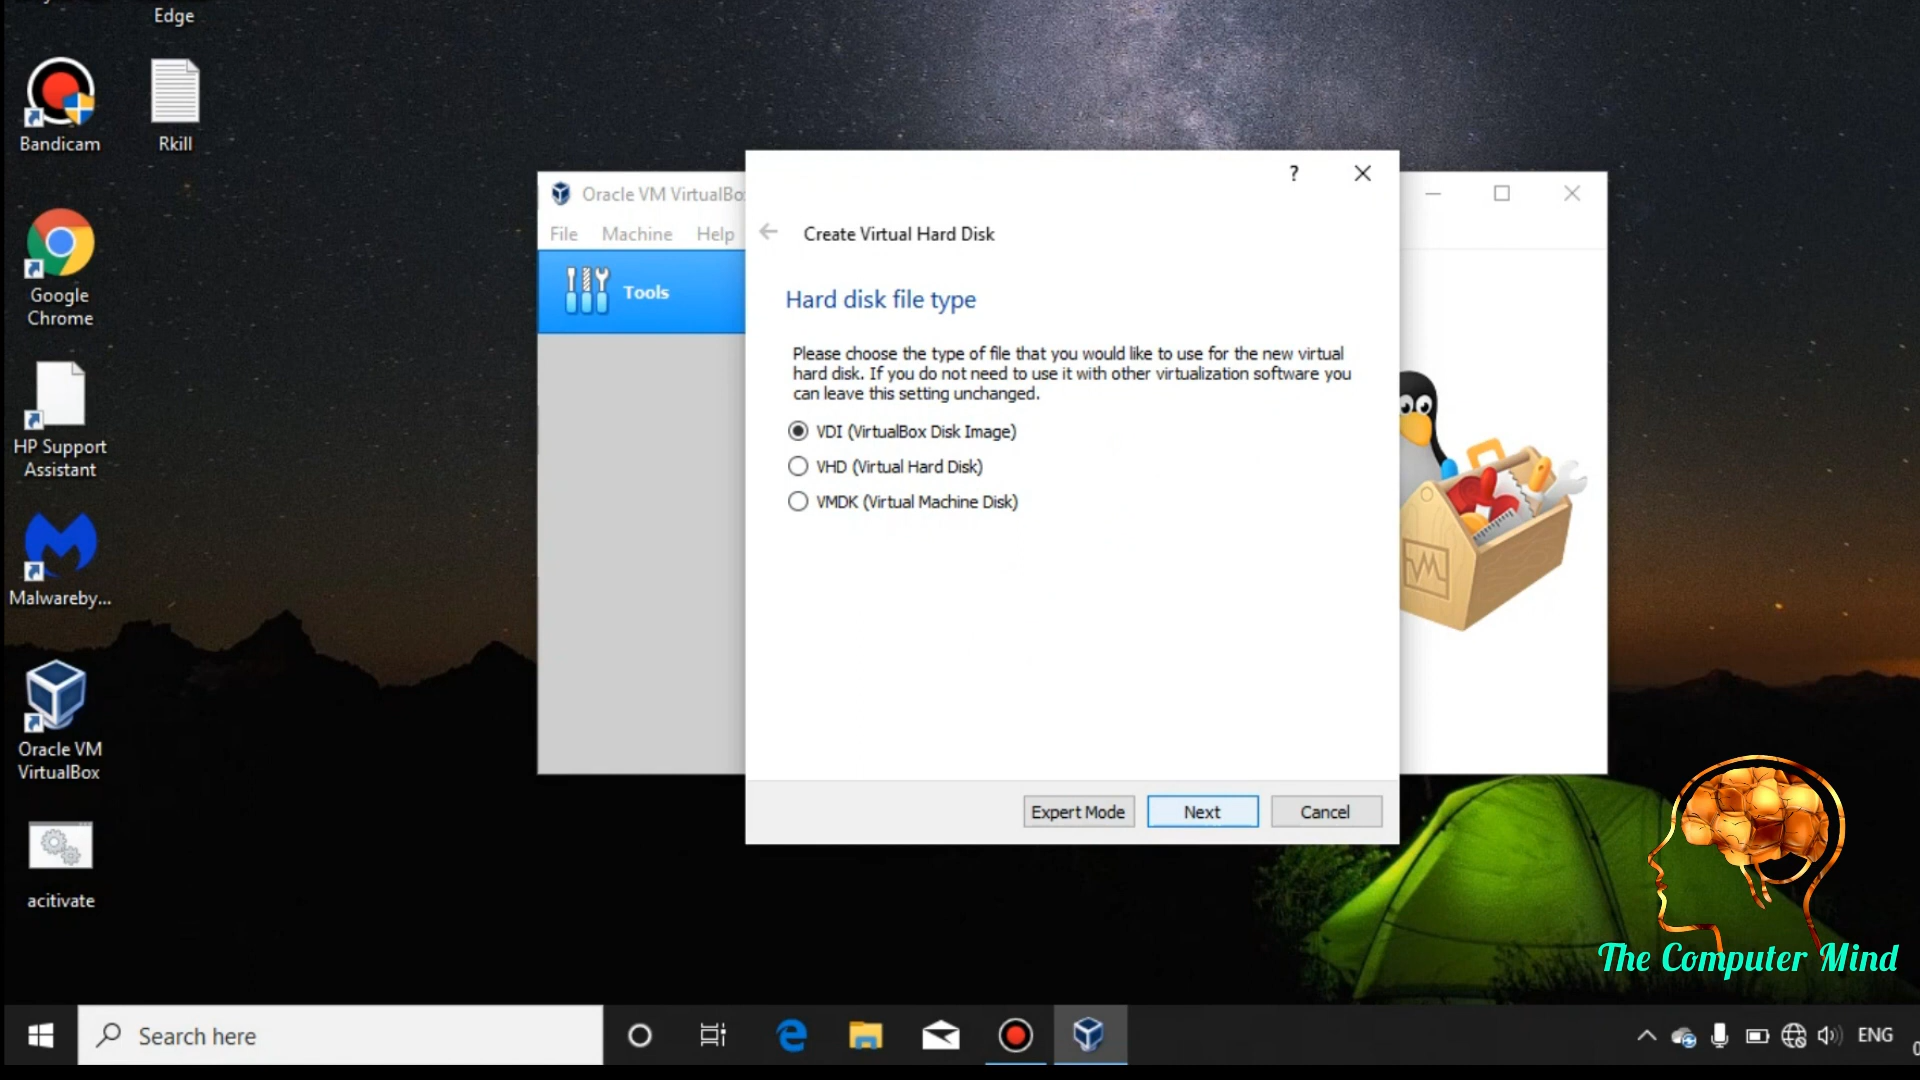 Edge
Bandicam
Rkill
Google
Chrome
HP Support
Assistant
Malwareby...
Oracle VM
VirtualBox
acitivate
Oracle VM VirtualBo
File Machine Help
Tools
?
Create Virtual Hard Disk
Hard disk file type
Please choose the type of file that you would like to use for the new virtual
hard disk. If you do not need to use it with other virtualization software you
can leave this setting unchanged.
VDI (VirtualBox Disk Image)
VHD (Virtual Hard Disk)
VMDK (Virtual Machine Disk)
Expert Mode Next Cancel
The Computer Mind
Search here
ENG